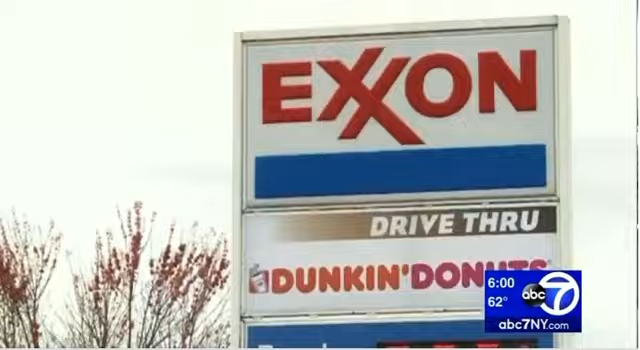 EXXON
DRIVE THRU
DUNKIN' DONUTS
6:00
62°
abc 7
abc7NY.com